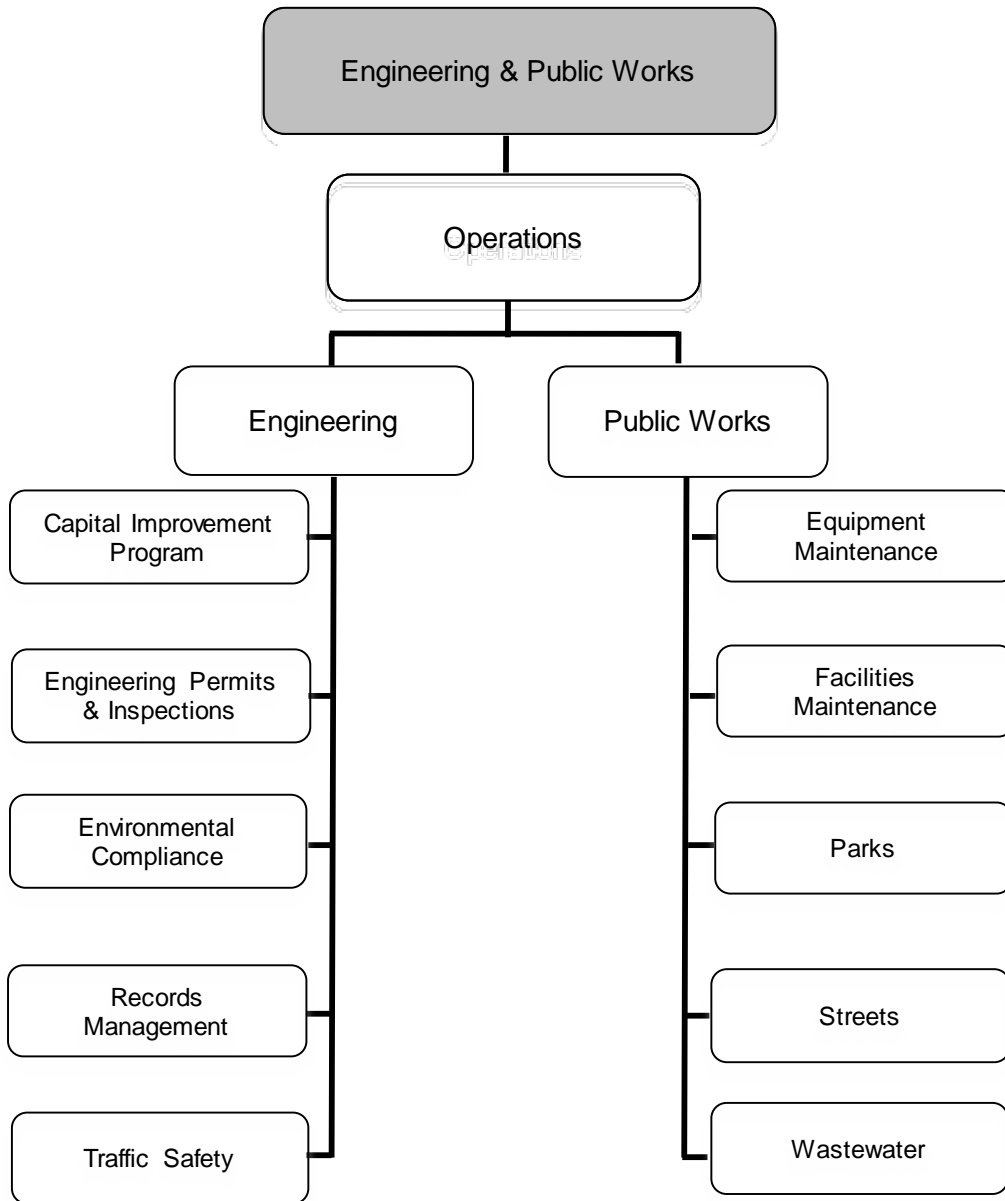 Engineering & Public Works
Operations
Engineering
Public Works
Capital Improvement
Program
Engineering Permits
& Inspections
Environmental
Compliance
Records
Management
Traffic Safety
Equipment
Maintenance
Facilities
Maintenance
Parks
Streets
Wastewater